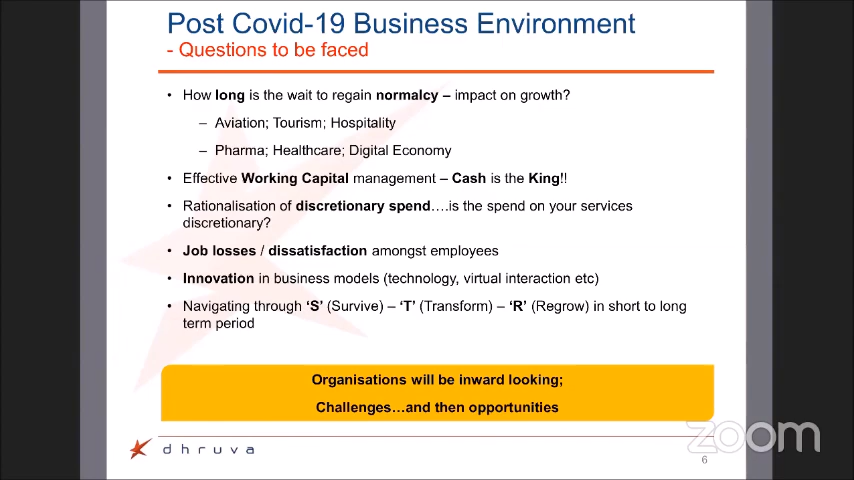 Post Covid-19 Business Environment
- Questions to be faced
• How long is the wait to regain normalcy – impact on growth?
– Aviation; Tourism; Hospitality
– Pharma; Healthcare; Digital Economy
• Effective Working Capital management – Cash is the King!!
• Rationalisation of discretionary spend….is the spend on your services
discretionary?
• Job losses / dissatisfaction amongst employees
• Innovation in business models (technology, virtual interaction etc)
• Navigating through ‘S’ (Survive) – ‘T’ (Transform) – ‘R’ (Regrow) in short to long
term period
Organisations will be inward looking;
Challenges…and then opportunities
zoom
dhruva
6